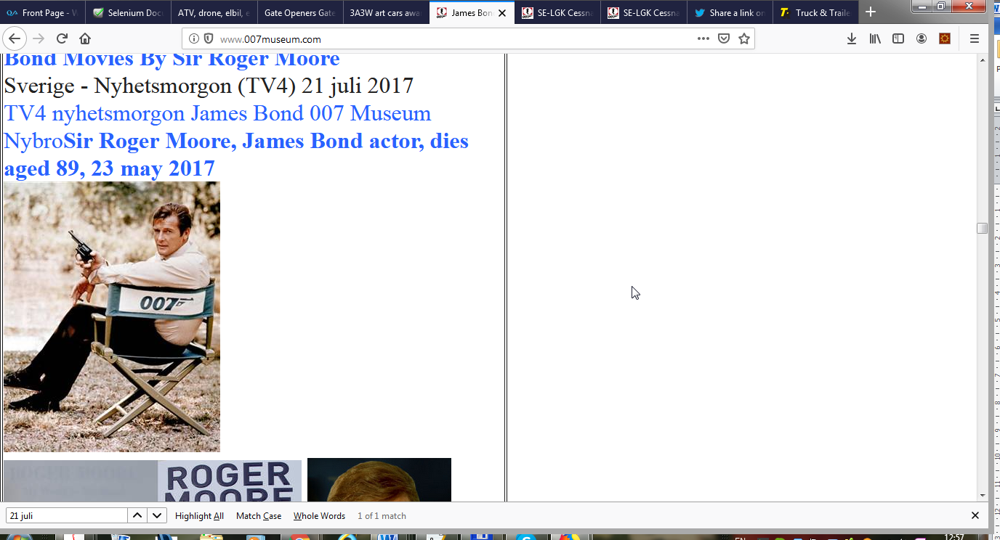 Front Page - W
Selenium Doc
ATV, drone, elbil, e
Gate Openers Gate
3A3W art cars awa
James Bon
SE-LGK Cessna
SE-LGK Cessna
Share a link on
Truck & Traile
www.007museum.com
Bond Movies By Sir Roger Moore
Sverige - Nyhetsmorgon (TV4) 21 juli 2017
TV4 nyhetsmorgon James Bond 007 Museum
NybroSir Roger Moore, James Bond actor, dies
aged 89, 23 may 2017
007
ROGER
MOORE
21 juli
Highlight All
Match Case
Whole Words
1 of 1 match
EN
12:57